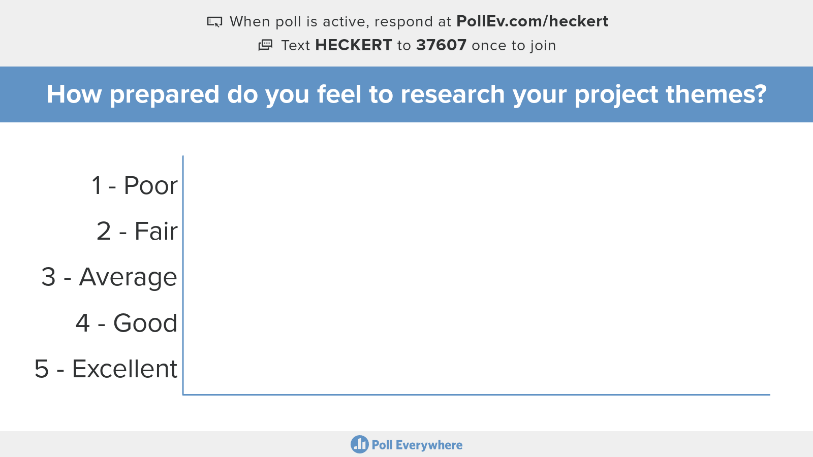 When poll is active, respond at PollEv.com/heckert
Text HECKERT to 37607 once to join
How prepared do you feel to research your project themes?
1 - Poor
2 - Fair
3 - Average
4 - Good
5 - Excellent
Poll Everywhere